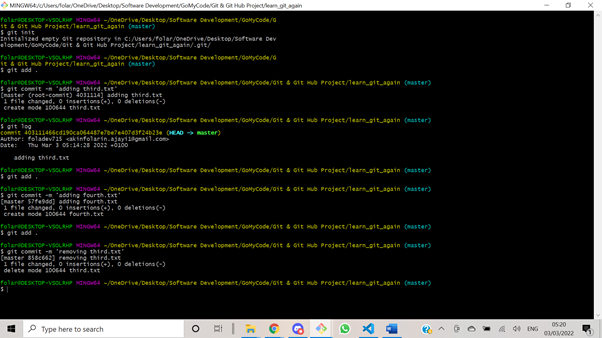 MINGW64:/c/Users/folar/OneDrive/Desktop/Software Development/GoMyCode/Git & Git Hub Project/learn_git_again
folar@DESKTOP-VSOLRHP MINGW64 ~/OneDrive/Desktop/Software Development/GoMyCode/G
it & Git Hub Project/learn_git_again (master)
$ git init
Initialized empty Git repository in C:/Users/folar/OneDrive/Desktop/Software Dev
elopment/GoMyCode/Git & Git Hub Project/learn_git_again/.git/
folar@DESKTOP-VSOLRHP MINGW64 ~/OneDrive/Desktop/Software Development/GoMyCode/G
it & Git Hub Project/learn_git_again (master)
$ git add .
folar@DESKTOP-VSOLRHP MINGW64 ~/OneDrive/Desktop/Software Development/GoMyCode/Git & Git Hub Project/learn_git_again (master)
$ git commit -m 'adding third.txt'
[master (root-commit) 4031114] adding third.txt
1 file changed, 0 insertions(+), 0 deletions(-)
create mode 100644 third.txt
folar@DESKTOP-VSOLRHP MINGW64 ~/OneDrive/Desktop/Software Development/GoMyCode/Git & Git Hub Project/learn_git_again (master)
$ git log
commit (HEAD -> master)
Author: foladev715 <akinfolarin.ajayi1@gmail.com>
Date: Thu Mar 3 05:14:28 2022 +0100
adding third.txt
folar@DESKTOP-VSOLRHP MINGW64 ~/OneDrive/Desktop/Software Development/GoMyCode/Git & Git Hub Project/learn_git_again (master)
$ git add .
folar@DESKTOP-VSOLRHP MINGW64 ~/OneDrive/Desktop/Software Development/GoMyCode/Git & Git Hub Project/learn_git_again (master)
$ git commit -m 'adding fourth.txt'
[master 57fe9dd] adding fourth.txt
1 file changed, 0 insertions(+), 0 deletions(-)
create mode 100644 fourth.txt
folar@DESKTOP-VSOLRHP MINGW64 ~/OneDrive/Desktop/Software Development/GoMyCode/Git & Git Hub Project/learn_git_again (master)
$ git add .
folar@DESKTOP-VSOLRHP MINGW64 ~/OneDrive/Desktop/Software Development/GoMyCode/Git & Git Hub Project/learn_git_again (master)
$ git commit -m 'removing third.txt'
[master 858c662] removing third.txt
1 file changed, 0 insertions(+), 0 deletions(-)
delete mode 100644 third.txt
folar@DESKTOP-VSOLRHP MINGW64 ~/OneDrive/Desktop/Software Development/GoMyCode/Git & Git Hub Project/learn_git_again (master)
$
Type here to search
ENG
05:20
03/03/2022